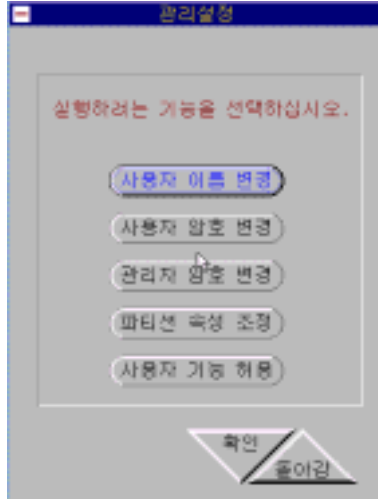 관리설정
실행하려는 기능을 선택하십시오.
사용자 이름 변경
사용자 암호 변경
관리자 암호 변경
파티션 속성 조정
사용자 기능 허용
확인
돌아감